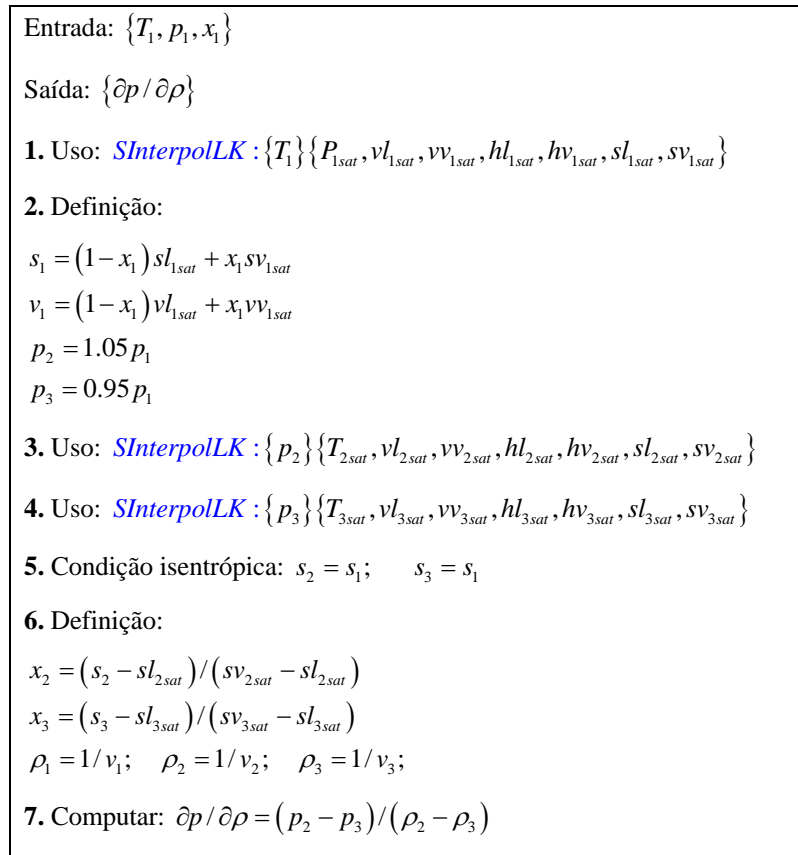 Entrada: {T₁, p₁, x₁}
Saída: {∂p/∂ρ}
1. Uso: SInterpolLK : {T₁}{P₁sat, vl₁sat, vv₁sat, hl₁sat, hv₁sat, sl₁sat, sv₁sat}
2. Definição:
s₁ = (1 − x₁) sl₁sat + x₁sv₁sat
v₁ = (1 − x₁) vl₁sat + x₁vv₁sat
p₂ = 1.05 p₁
p₃ = 0.95 p₁
3. Uso: SInterpolLK : {p₂}{T₂sat, vl₂sat, vv₂sat, hl₂sat, hv₂sat, sl₂sat, sv₂sat}
4. Uso: SInterpolLK : {p₃}{T₃sat, vl₃sat, vv₃sat, hl₃sat, hv₃sat, sl₃sat, sv₃sat}
5. Condição isentrópica: s₂ = s₁; s₃ = s₁
6. Definição:
x₂ = (s₂ − sl₂sat)/(sv₂sat − sl₂sat)
x₃ = (s₃ − sl₃sat)/(sv₃sat − sl₃sat)
ρ₁ = 1/v₁; ρ₂ = 1/v₂; ρ₃ = 1/v₃;
7. Computar: ∂p/∂ρ = (p₂ − p₃)/(ρ₂ − ρ₃)